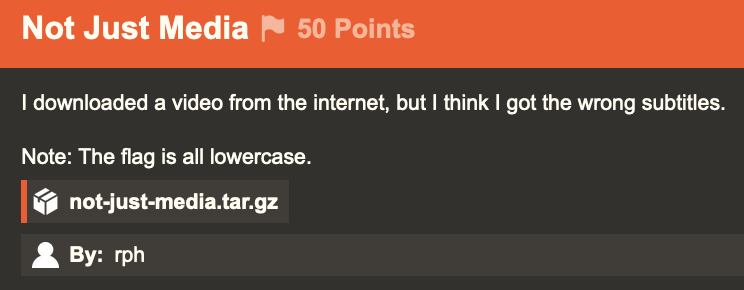 Not Just Media 50 Points
I downloaded a video from the internet, but I think I got the wrong subtitles.
Note: The flag is all lowercase.
not-just-media.tar.gz
By: rph